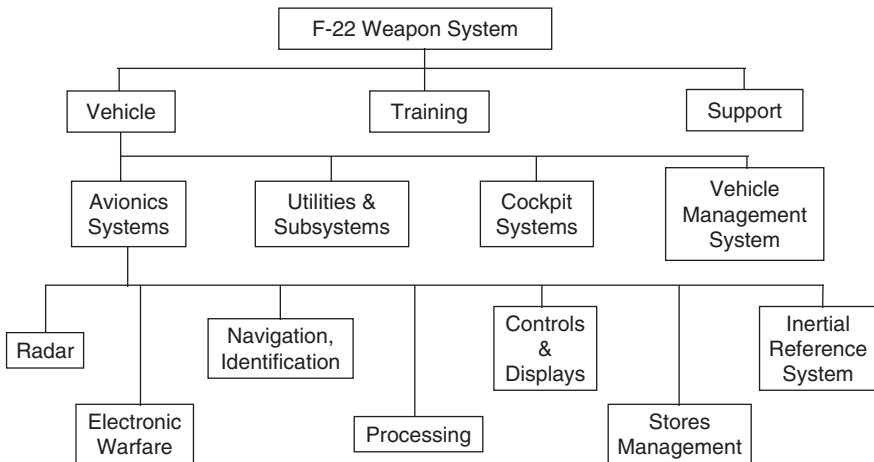 F-22 Weapon System
Vehicle
Training
Support
Avionics
Systems
Utilities &
Subsystems
Cockpit
Systems
Vehicle
Management
System
Radar
Electronic
Warfare
Navigation,
Identification
Processing
Controls
&
Displays
Stores
Management
Inertial
Reference
System